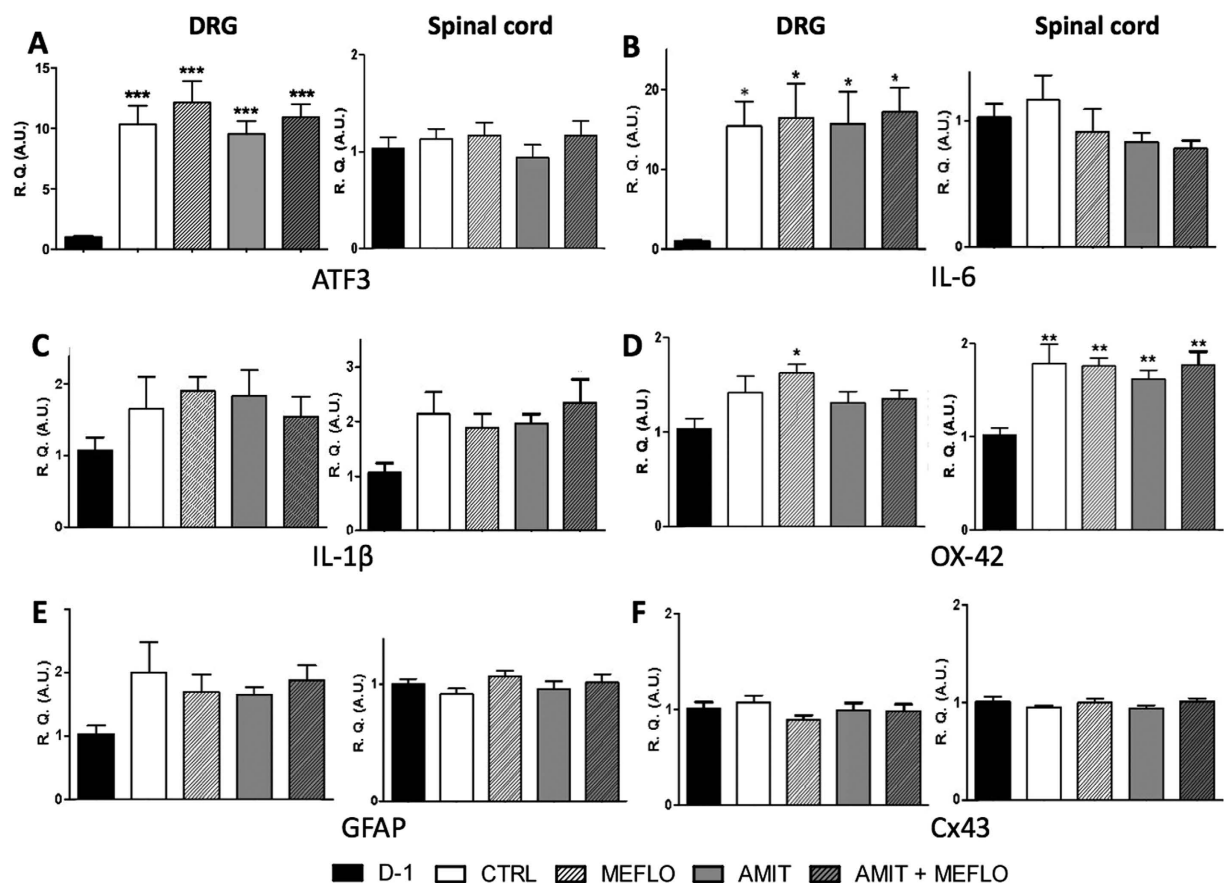 DRG
Spinal cord
DRG
Spinal cord
A
R. Q. (A.U.)
15
10
5
0
***
***
***
***
R. Q. (A.U.)
2
1
0
ATF3
B
R. Q. (A.U.)
20
10
0
*
*
*
*
R. Q. (A.U.)
1
0
IL-6
C
R. Q. (A.U.)
2
1
0
R. Q. (A.U.)
3
2
1
0
IL-1β
D
R. Q. (A.U.)
2
1
0
*
R. Q. (A.U.)
2
1
0
**
**
**
**
OX-42
E
R. Q. (A.U.)
3
2
1
0
R. Q. (A.U.)
1
0
GFAP
F
R. Q. (A.U.)
2
1
0
R. Q. (A.U.)
2
1
0
Cx43
D-1 CTRL MEFLO AMIT AMIT + MEFLO